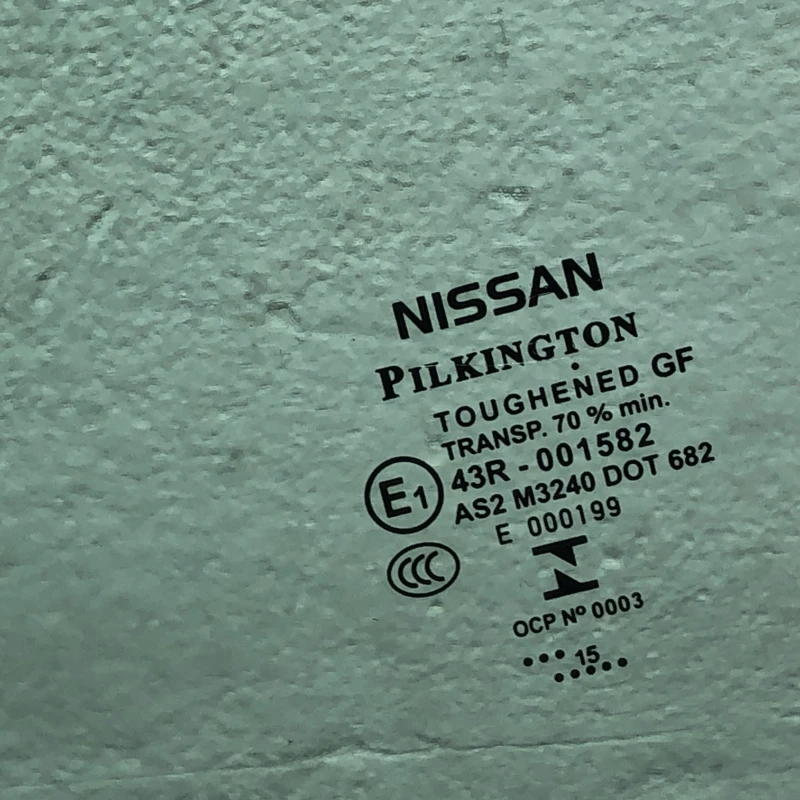 NISSAN
PILKINGTON
TOUGHENED GF
TRANSP. 70 % min.
E1 43R - 001582
AS2 M3240 DOT 682
E 000199
CCC
OCP Nº 0003
••• 15 •••••